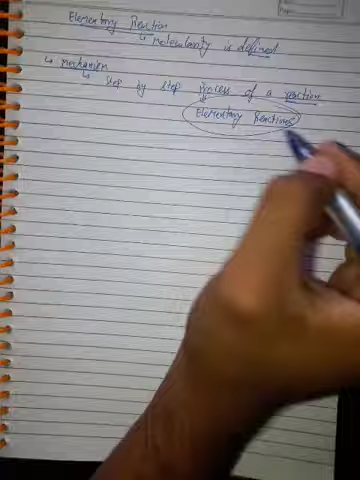 Elementary Reaction
↳ molecularity is defined
↳ mechanism
↳ step by step process of a reaction
Elementary Reactions